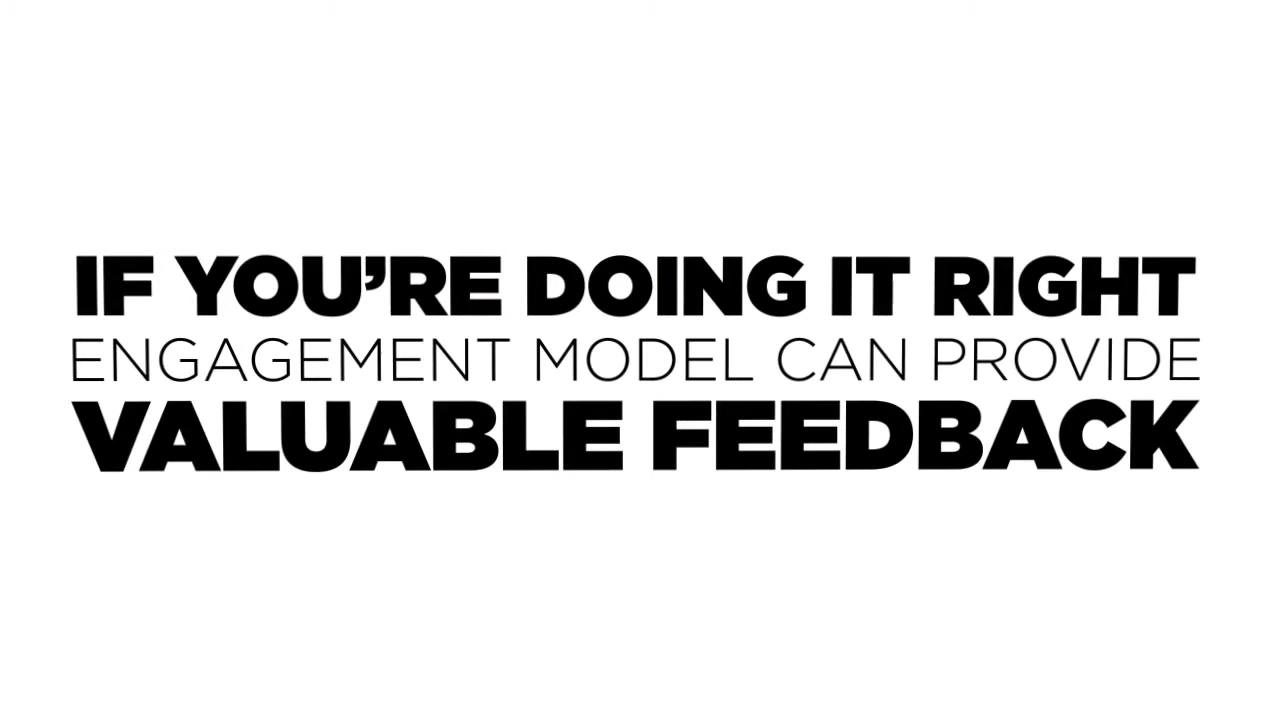 IF YOU’RE DOING IT RIGHT
ENGAGEMENT MODEL CAN PROVIDE
VALUABLE FEEDBACK